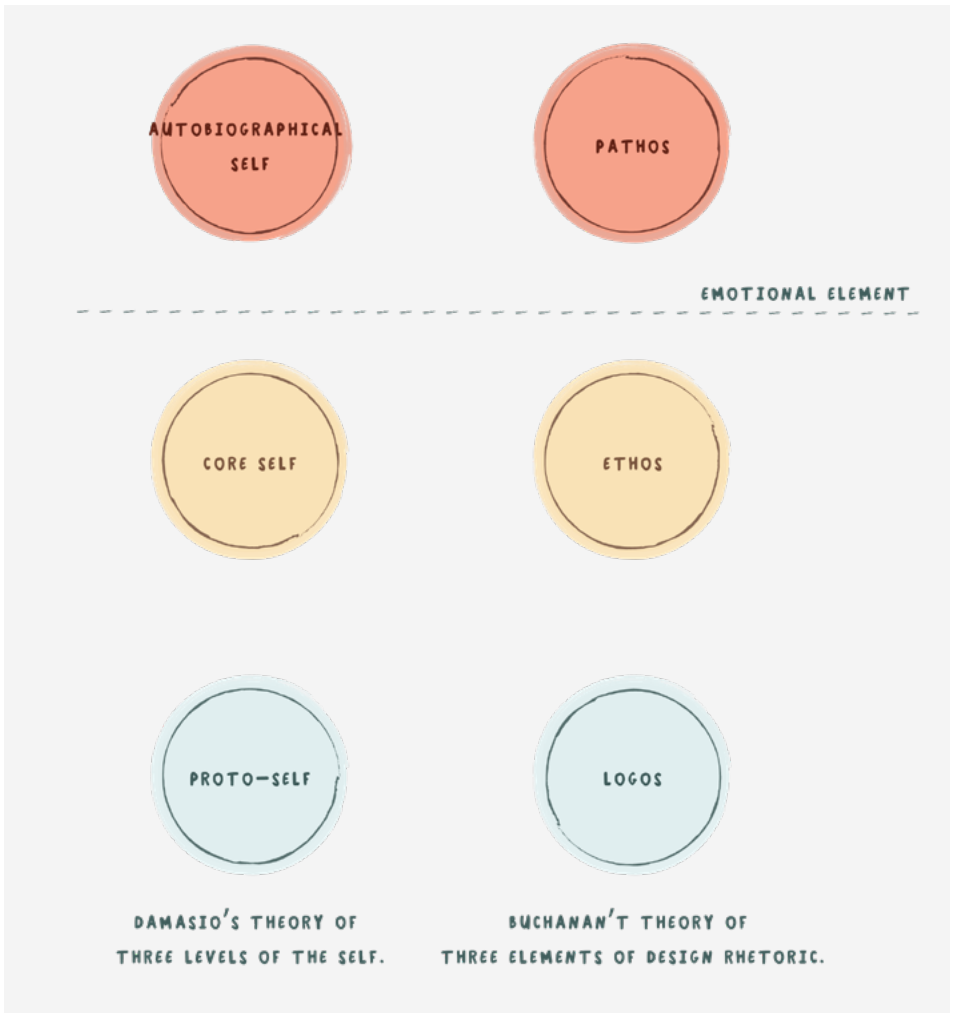 AUTOBIOGRAPHICAL
SELF
PATHOS
EMOTIONAL ELEMENT
CORE SELF
ETHOS
PROTO-SELF
LOGOS
DAMASIO'S THEORY OF
THREE LEVELS OF THE SELF.
BUCHANAN'T THEORY OF
THREE ELEMENTS OF DESIGN RHETORIC.